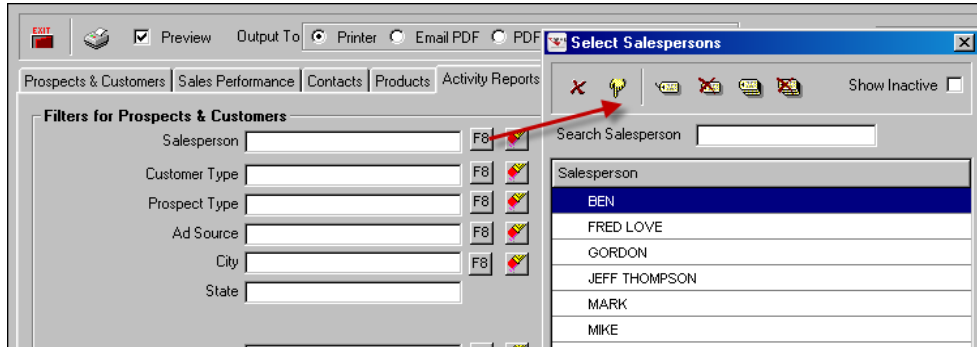 EXIT
Preview Output To Printer Email PDF PDF
Select Salespersons
Prospects & Customers Sales Performance Contacts Products Activity Reports
Show Inactive
Filters for Prospects & Customers
Salesperson F8
Search Salesperson
Customer Type F8
Salesperson
Prospect Type F8
BEN
Ad Source F8
FRED LOVE
City F8
GORDON
State
JEFF THOMPSON
MARK
MIKE